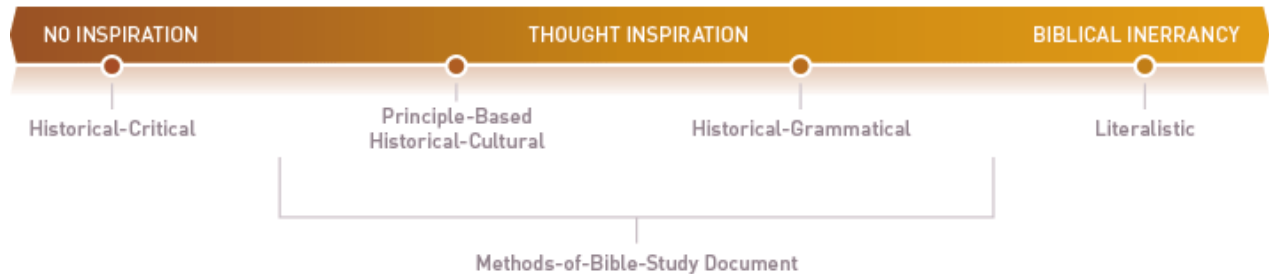 NO INSPIRATION
THOUGHT INSPIRATION
BIBLICAL INERRANCY
Historical-Critical
Principle-Based
Historical-Cultural
Historical-Grammatical
Literalistic
Methods-of-Bible-Study Document